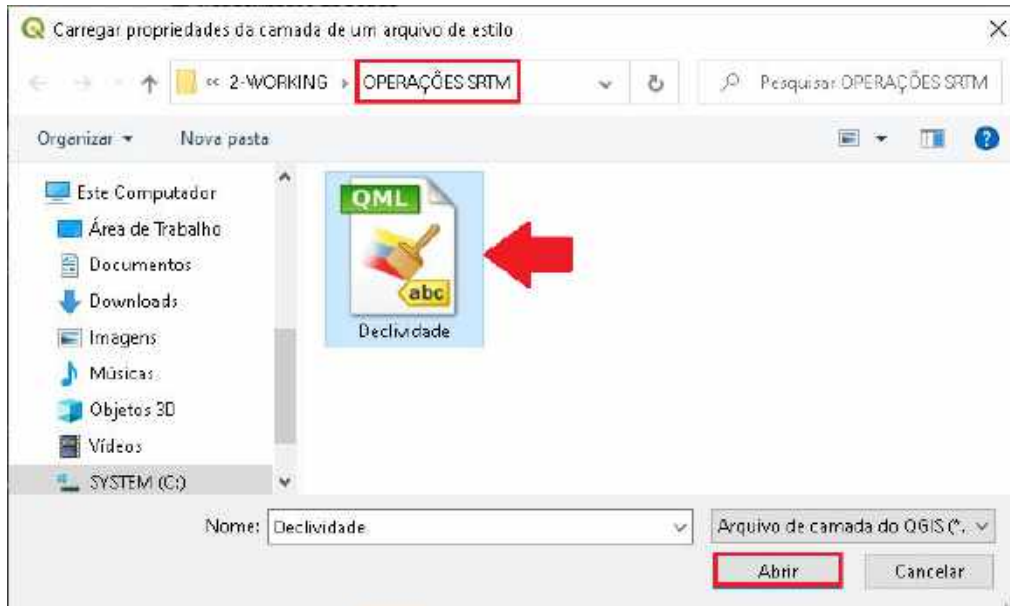 Carregar propriedades da camada de um arquivo de estilo
« 2-WORKING › OPERAÇÕES SRTM
Pesquisar OPERAÇÕES SRTM
Organizar
Nova pasta
Este Computador
Área de Trabalho
Documentos
Downloads
Imagens
Músicas
Objetos 3D
Vídeos
SYSTEM (C:)
QML
abc
Declividade
Nome: Declividade
Arquivo de camada do QGIS (*.
Abrir
Cancelar